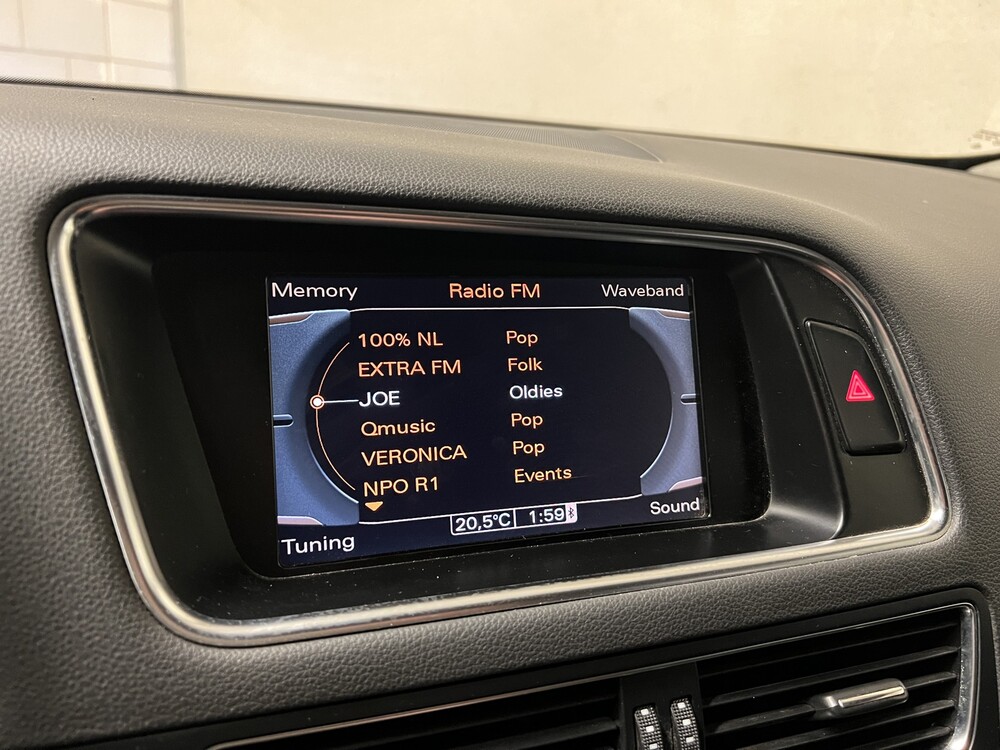 Memory Radio FM Waveband
100% NL Pop
EXTRA FM Folk
JOE Oldies
Qmusic Pop
VERONICA Pop
NPO R1 Events
20,5°C 1:59
Sound
Tuning